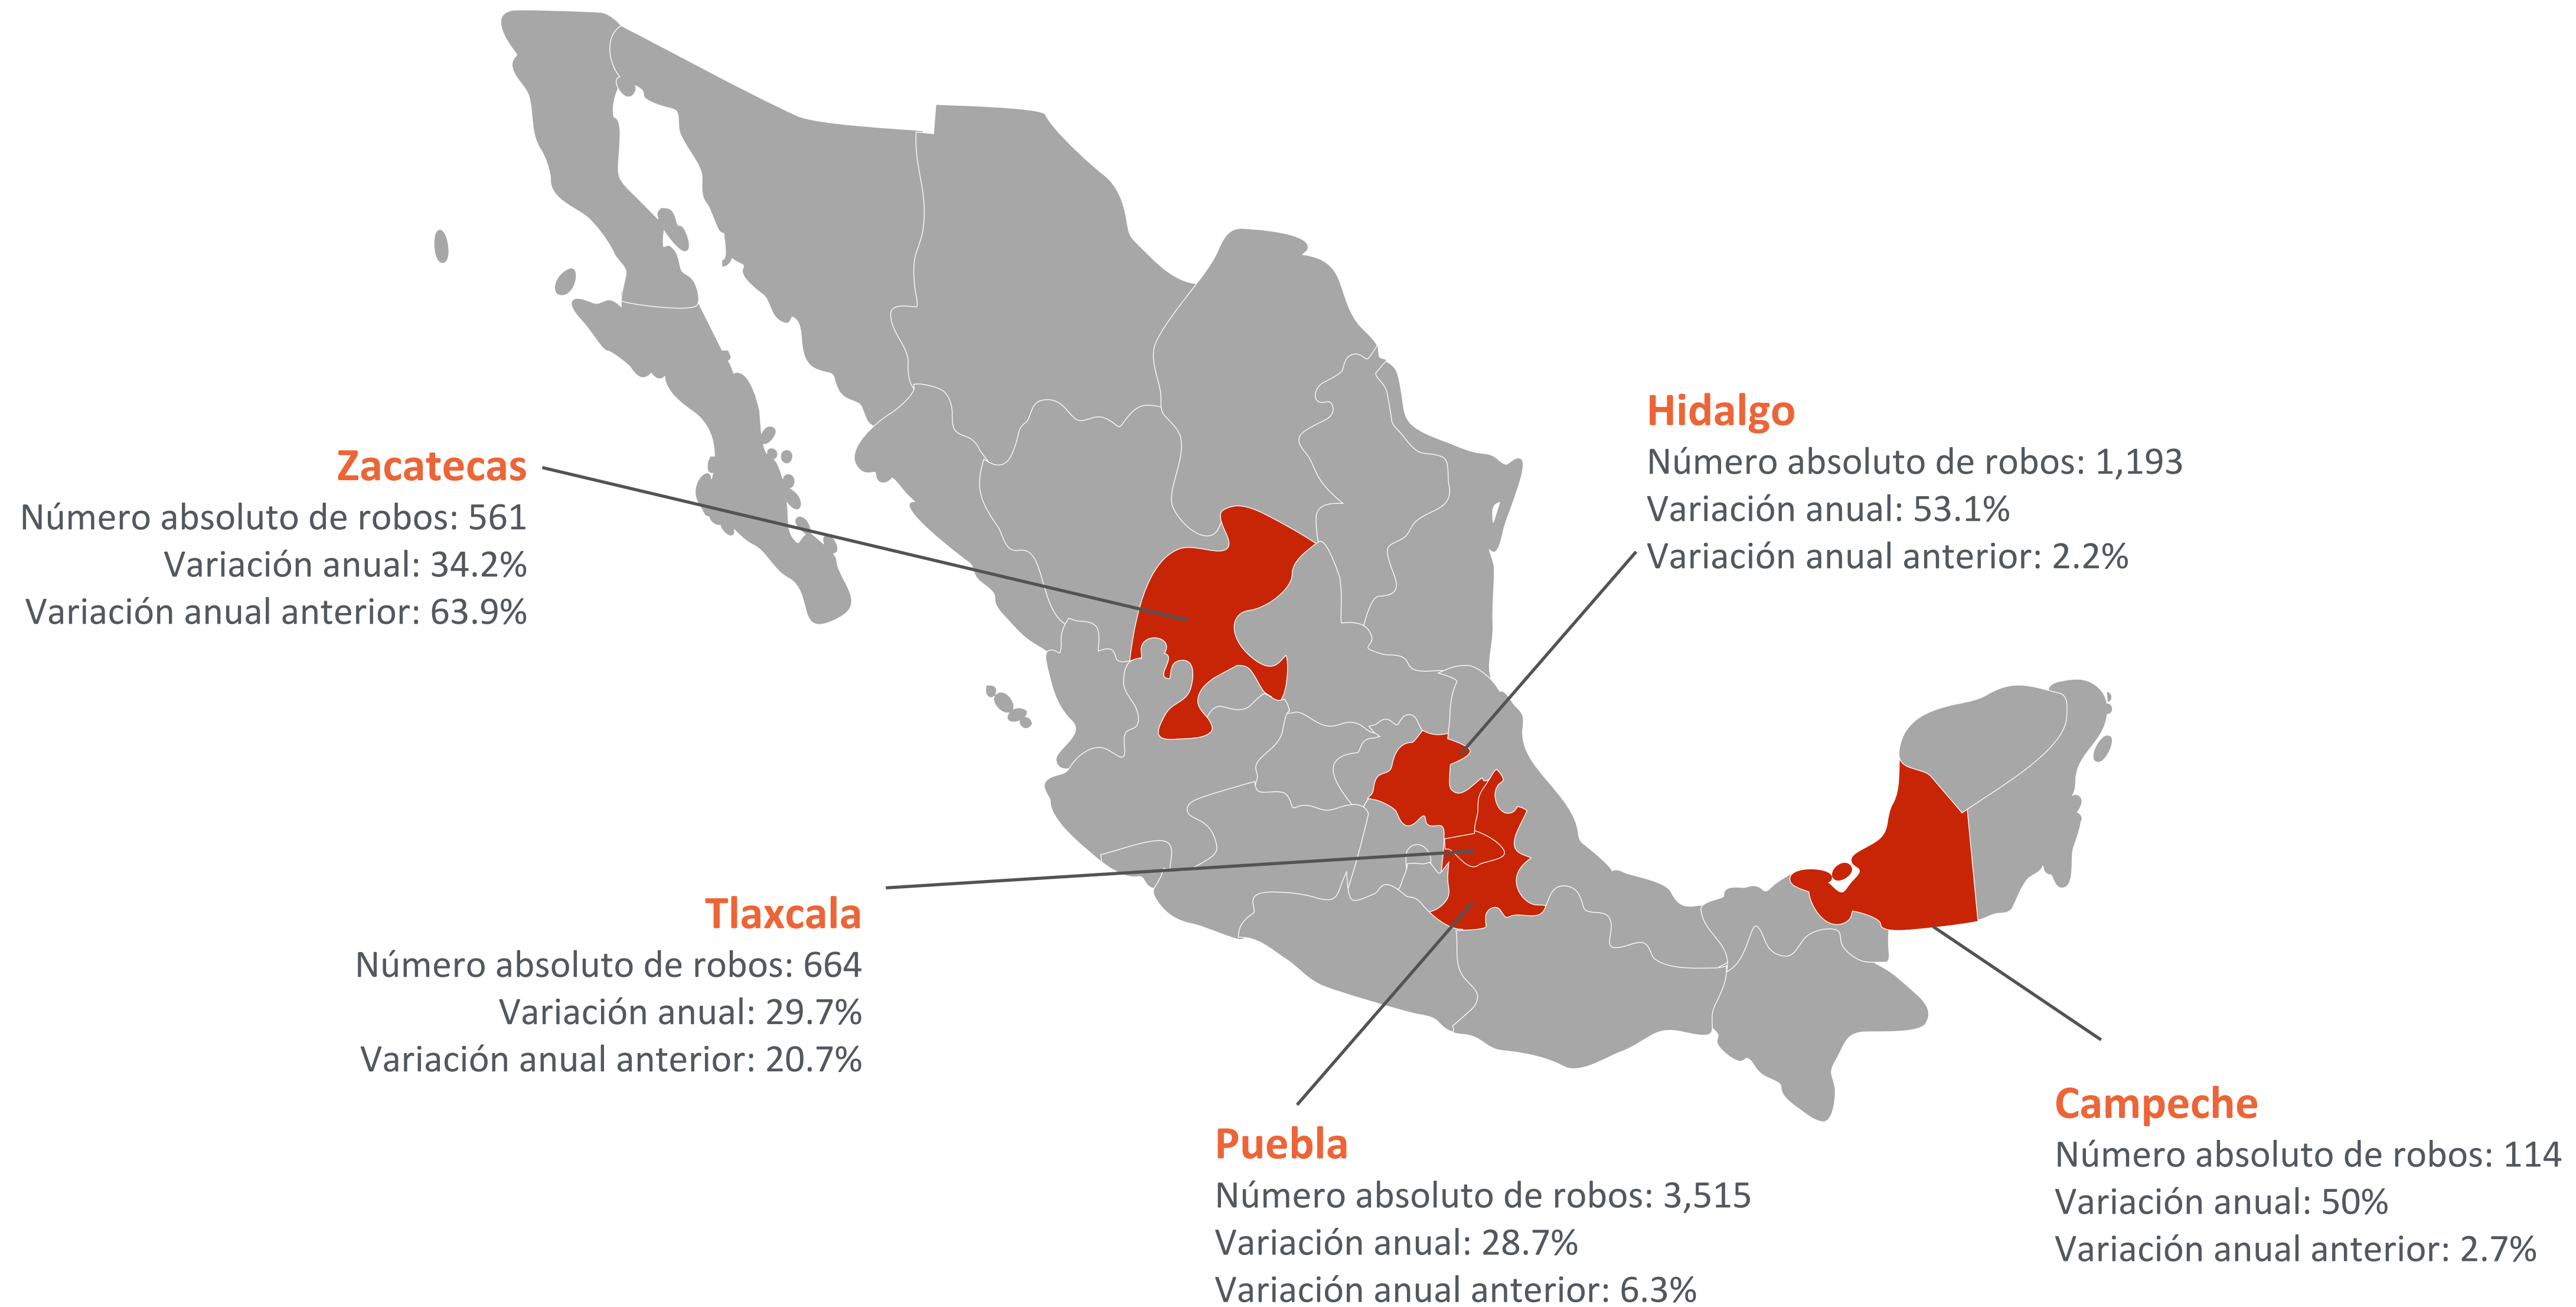 Hidalgo
Número absoluto de robos: 1,193
Variación anual: 53.1%
Variación anual anterior: 2.2%
Zacatecas
Número absoluto de robos: 561
Variación anual: 34.2%
Variación anual anterior: 63.9%
Tlaxcala
Número absoluto de robos: 664
Variación anual: 29.7%
Variación anual anterior: 20.7%
Puebla
Número absoluto de robos: 3,515
Variación anual: 28.7%
Variación anual anterior: 6.3%
Campeche
Número absoluto de robos: 114
Variación anual: 50%
Variación anual anterior: 2.7%